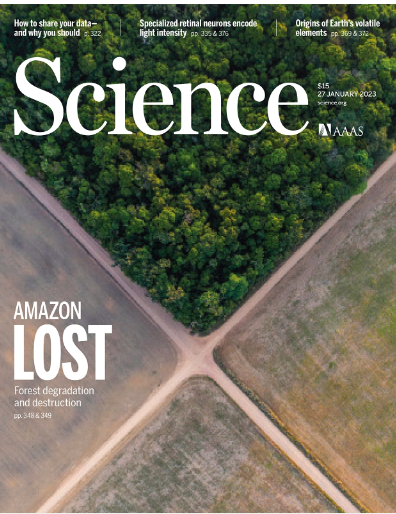 How to share your data—
and why you should p. 322
Specialized retinal neurons encode
light intensity pp. 335 & 376
Origins of Earth's volatile
elements pp. 369 & 372
Science
$15
27 JANUARY 2023
science.org
AAAS
AMAZON
LOST
Forest degradation
and destruction
pp. 348 & 349